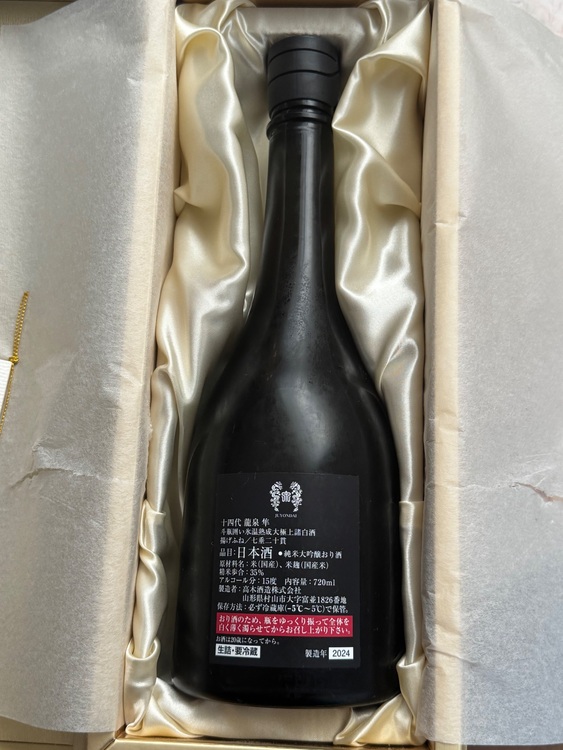 JUYONDAI
十四代 龍泉 隼
斗瓶囲い氷温熟成大極上諸白酒
揚げふね/七垂二十貫
品目:日本酒 ●純米大吟醸おり酒
原材料名:米(国産)、米麹(国産米)
精米歩合:35%
アルコール分:15度 内容量:720ml
製造者:高木酒造株式会社
山形県村山市大字富並1826番地
保存方法:必ず冷蔵庫(−5℃〜5℃)で保管。
おり酒のため、瓶をゆっくり振って全体を
白く薄く濁らせてからお召し上がり下さい。
お酒は20歳になってから。
生詰・要冷蔵 製造年 2024